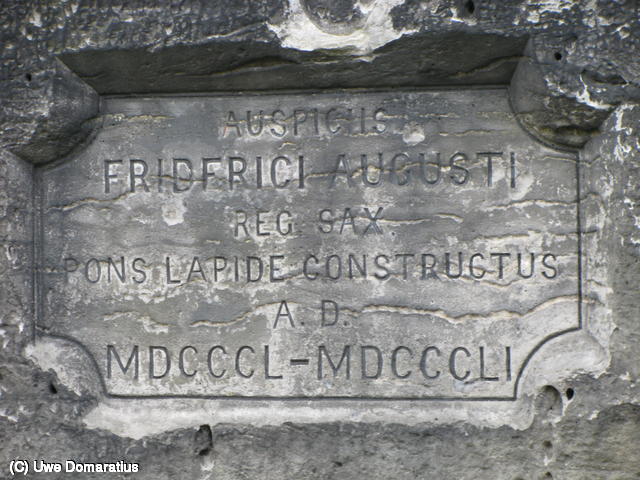 AUSPICIIS
FRIDERICI AUGUSTI
REG. SAX.
PONS LAPIDE CONSTRUCTUS
A. D.
MDCCCL–MDCCCLI
(C) Uwe Domaratius